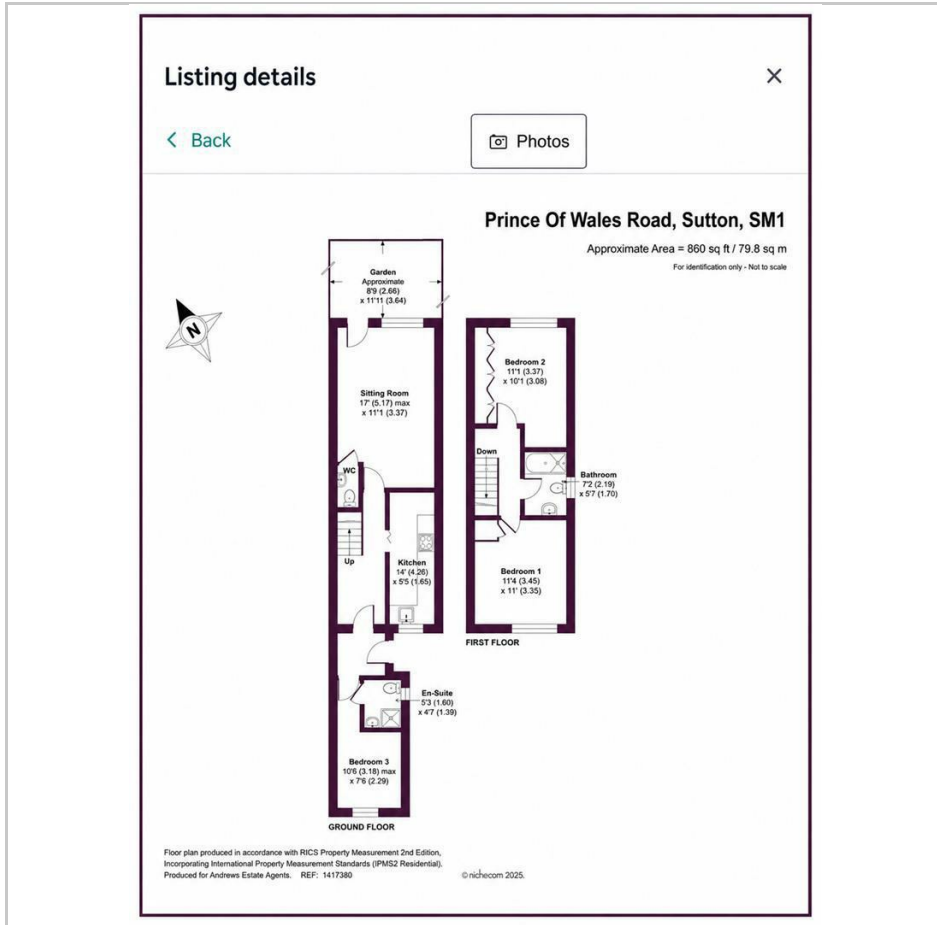 Listing details
Back
Photos
Prince Of Wales Road, Sutton, SM1
Approximate Area = 860 sq ft / 79.8 sq m
For identification only - Not to scale
N
Garden
Approximate
8'9 (2.66)
x 11'11 (3.64)
Sitting Room
17' (5.17) max
x 11'1 (3.37)
WC
Up
Kitchen
14' (4.26)
x 5'5 (1.65)
En-Suite
5'3 (1.60)
x 4'7 (1.39)
Bedroom 3
10'6 (3.18) max
x 7'6 (2.29)
GROUND FLOOR
Bedroom 2
11'1 (3.37)
x 10'1 (3.08)
Down
Bathroom
7'2 (2.19)
x 5'7 (1.70)
Bedroom 1
11'4 (3.45)
x 11' (3.35)
FIRST FLOOR
Floor plan produced in accordance with RICS Property Measurement 2nd Edition,
Incorporating International Property Measurement Standards (IPMS2 Residential).
Produced for Andrews Estate Agents. REF: 1417380
© nichecom 2025.